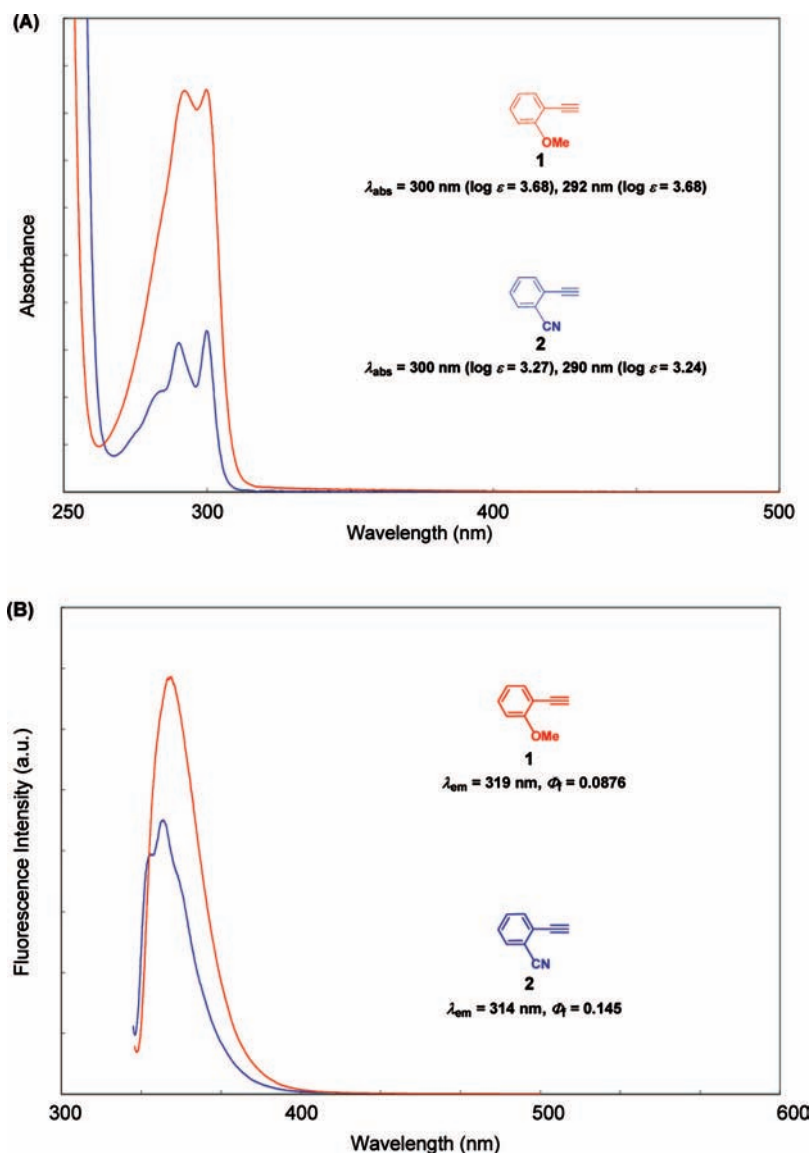 (A)
Absorbance
OMe
1
λabs = 300 nm (log ε = 3.68), 292 nm (log ε = 3.68)
CN
2
λabs = 300 nm (log ε = 3.27), 290 nm (log ε = 3.24)
250 300 400 500
Wavelength (nm)
(B)
Fluorescence Intensity (a.u.)
OMe
1
λem = 319 nm, Φf = 0.0876
CN
2
λem = 314 nm, Φf = 0.145
300 400 500 600
Wavelength (nm)